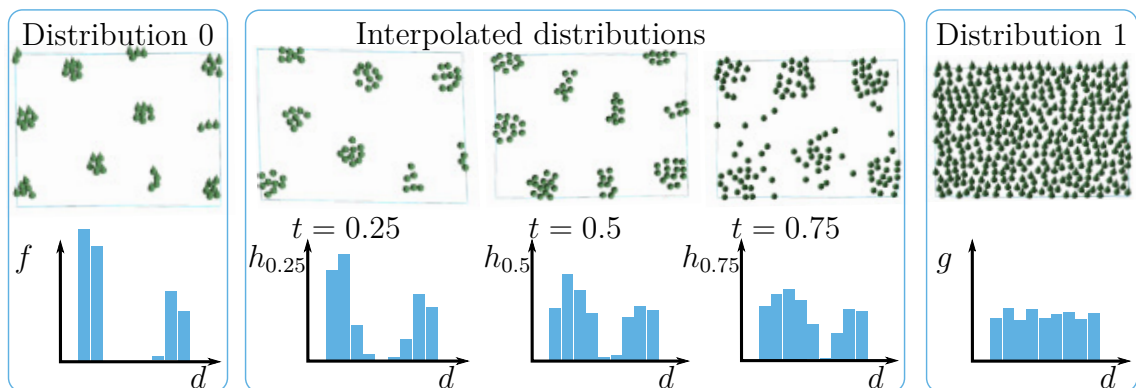 Distribution 0
Interpolated distributions
Distribution 1
t = 0.25
t = 0.5
t = 0.75
f
h0.25
h0.5
h0.75
g
d
d
d
d
d